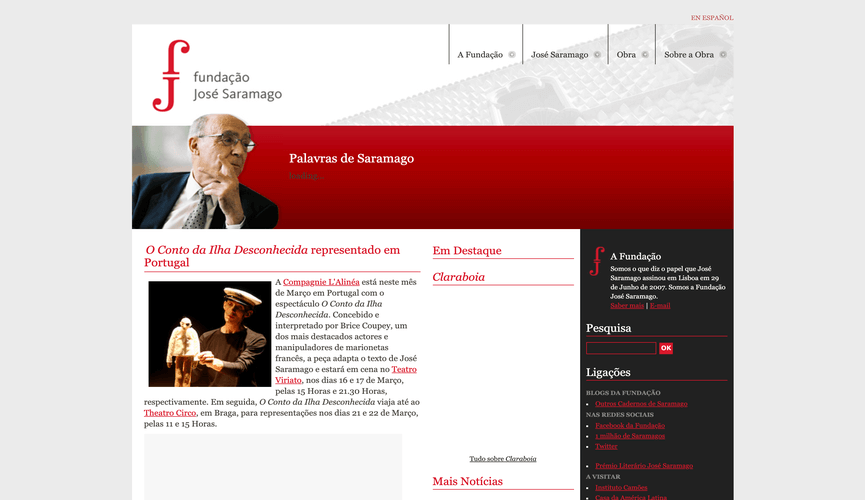 EN ESPAÑOL
fundação
José Saramago
A Fundação
José Saramago
Obra
Sobre a Obra
Palavras de Saramago
loading...
O Conto da Ilha Desconhecida representado em
Portugal
A Compagnie L'Alinéa está neste mês
de Março em Portugal com o
espectáculo O Conto da Ilha
Desconhecida. Concebido e
interpretado por Brice Coupey, um
dos mais destacados actores e
manipuladores de marionetas
francês, a peça adapta o texto de José
Saramago e estará em cena no Teatro
Viriato, nos dias 16 e 17 de Março,
pelas 15 Horas e 21.30 Horas,
respectivamente. Em seguida, O Conto da Ilha Desconhecida viaja até ao
Theatro Circo, em Braga, para representações nos dias 21 e 22 de Março,
pelas 11 e 15 Horas.
Em Destaque
Claraboia
Tudo sobre Claraboia
Mais Notícias
A Fundação
Somos o que diz o papel que José
Saramago assinou em Lisboa em 29
de Junho de 2007. Somos a Fundação
José Saramago.
Saber mais | E-mail
Pesquisa
OK
Ligações
BLOGS DA FUNDAÇÃO
Outros Cadernos de Saramago
NAS REDES SOCIAIS
Facebook da Fundação
1 milhão de Saramagos
Twitter
Prémio Literário José Saramago
A VISITAR
Instituto Camões
Casa da América Latina